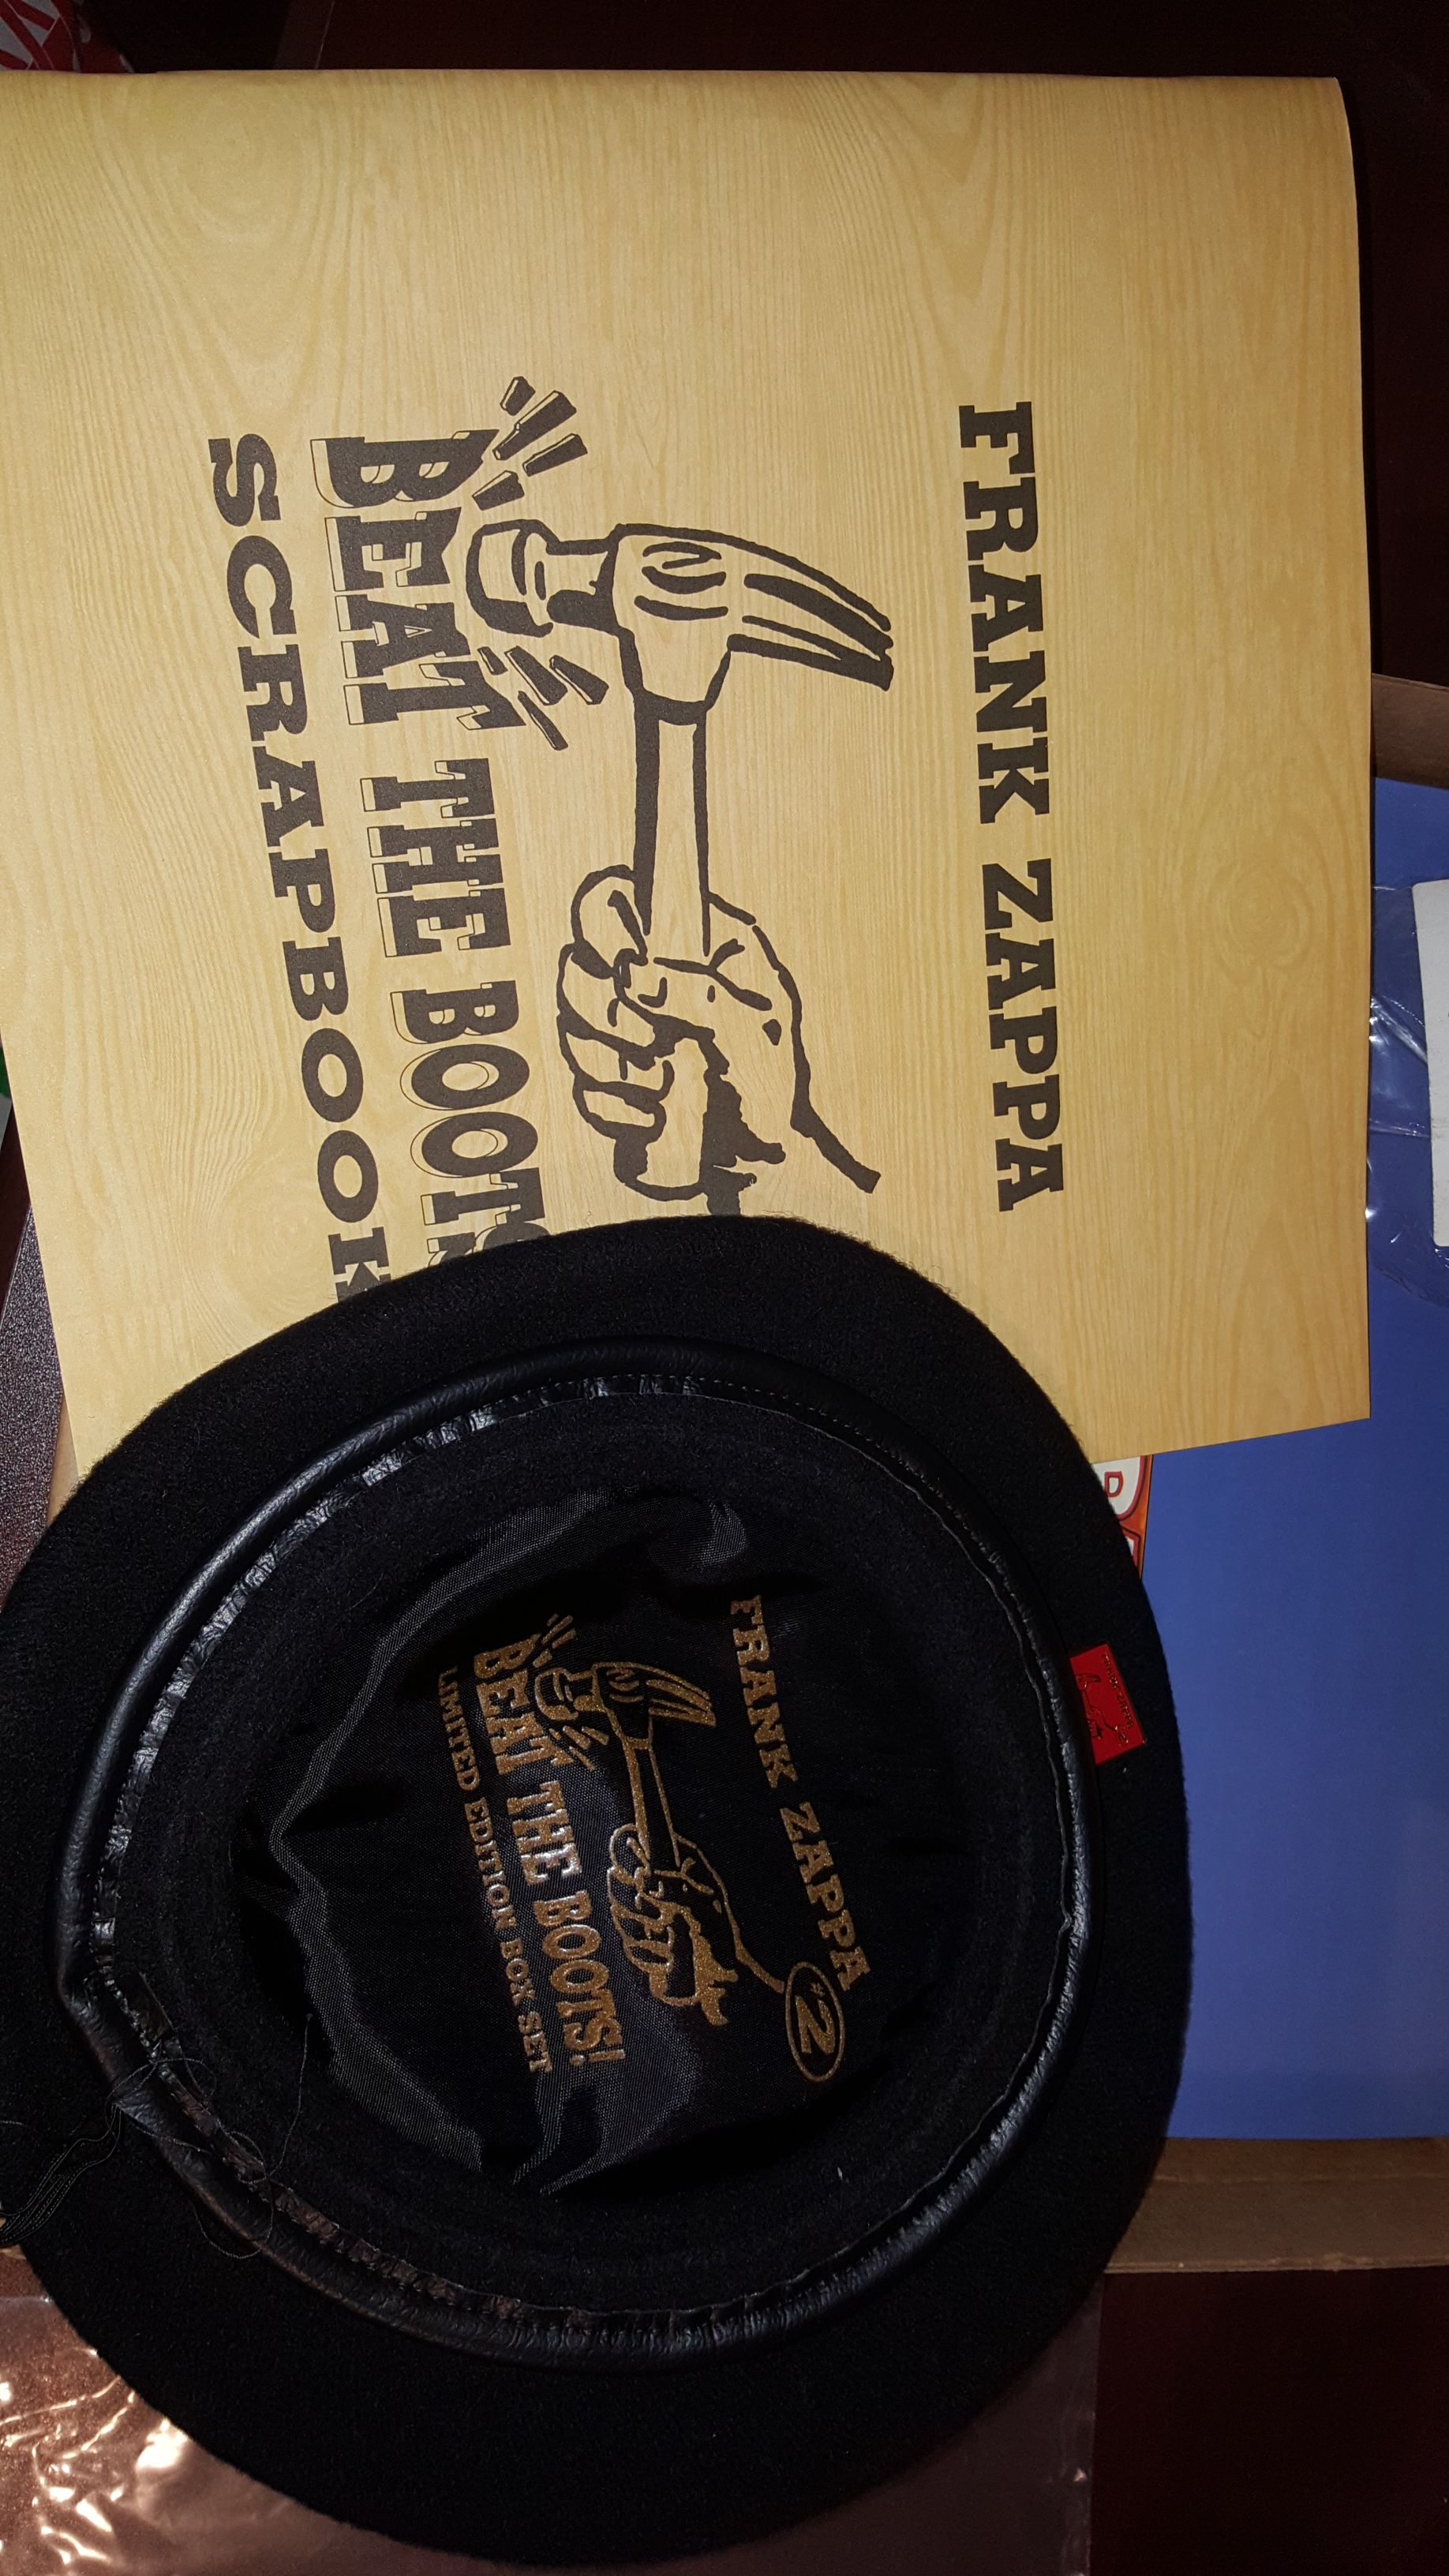 FRANK ZAPPA
BEAT THE BOOTS
SCRAPBOOK
FRANK ZAPPA
#2
BEAT THE BOOTS!
LIMITED EDITION BOX SET